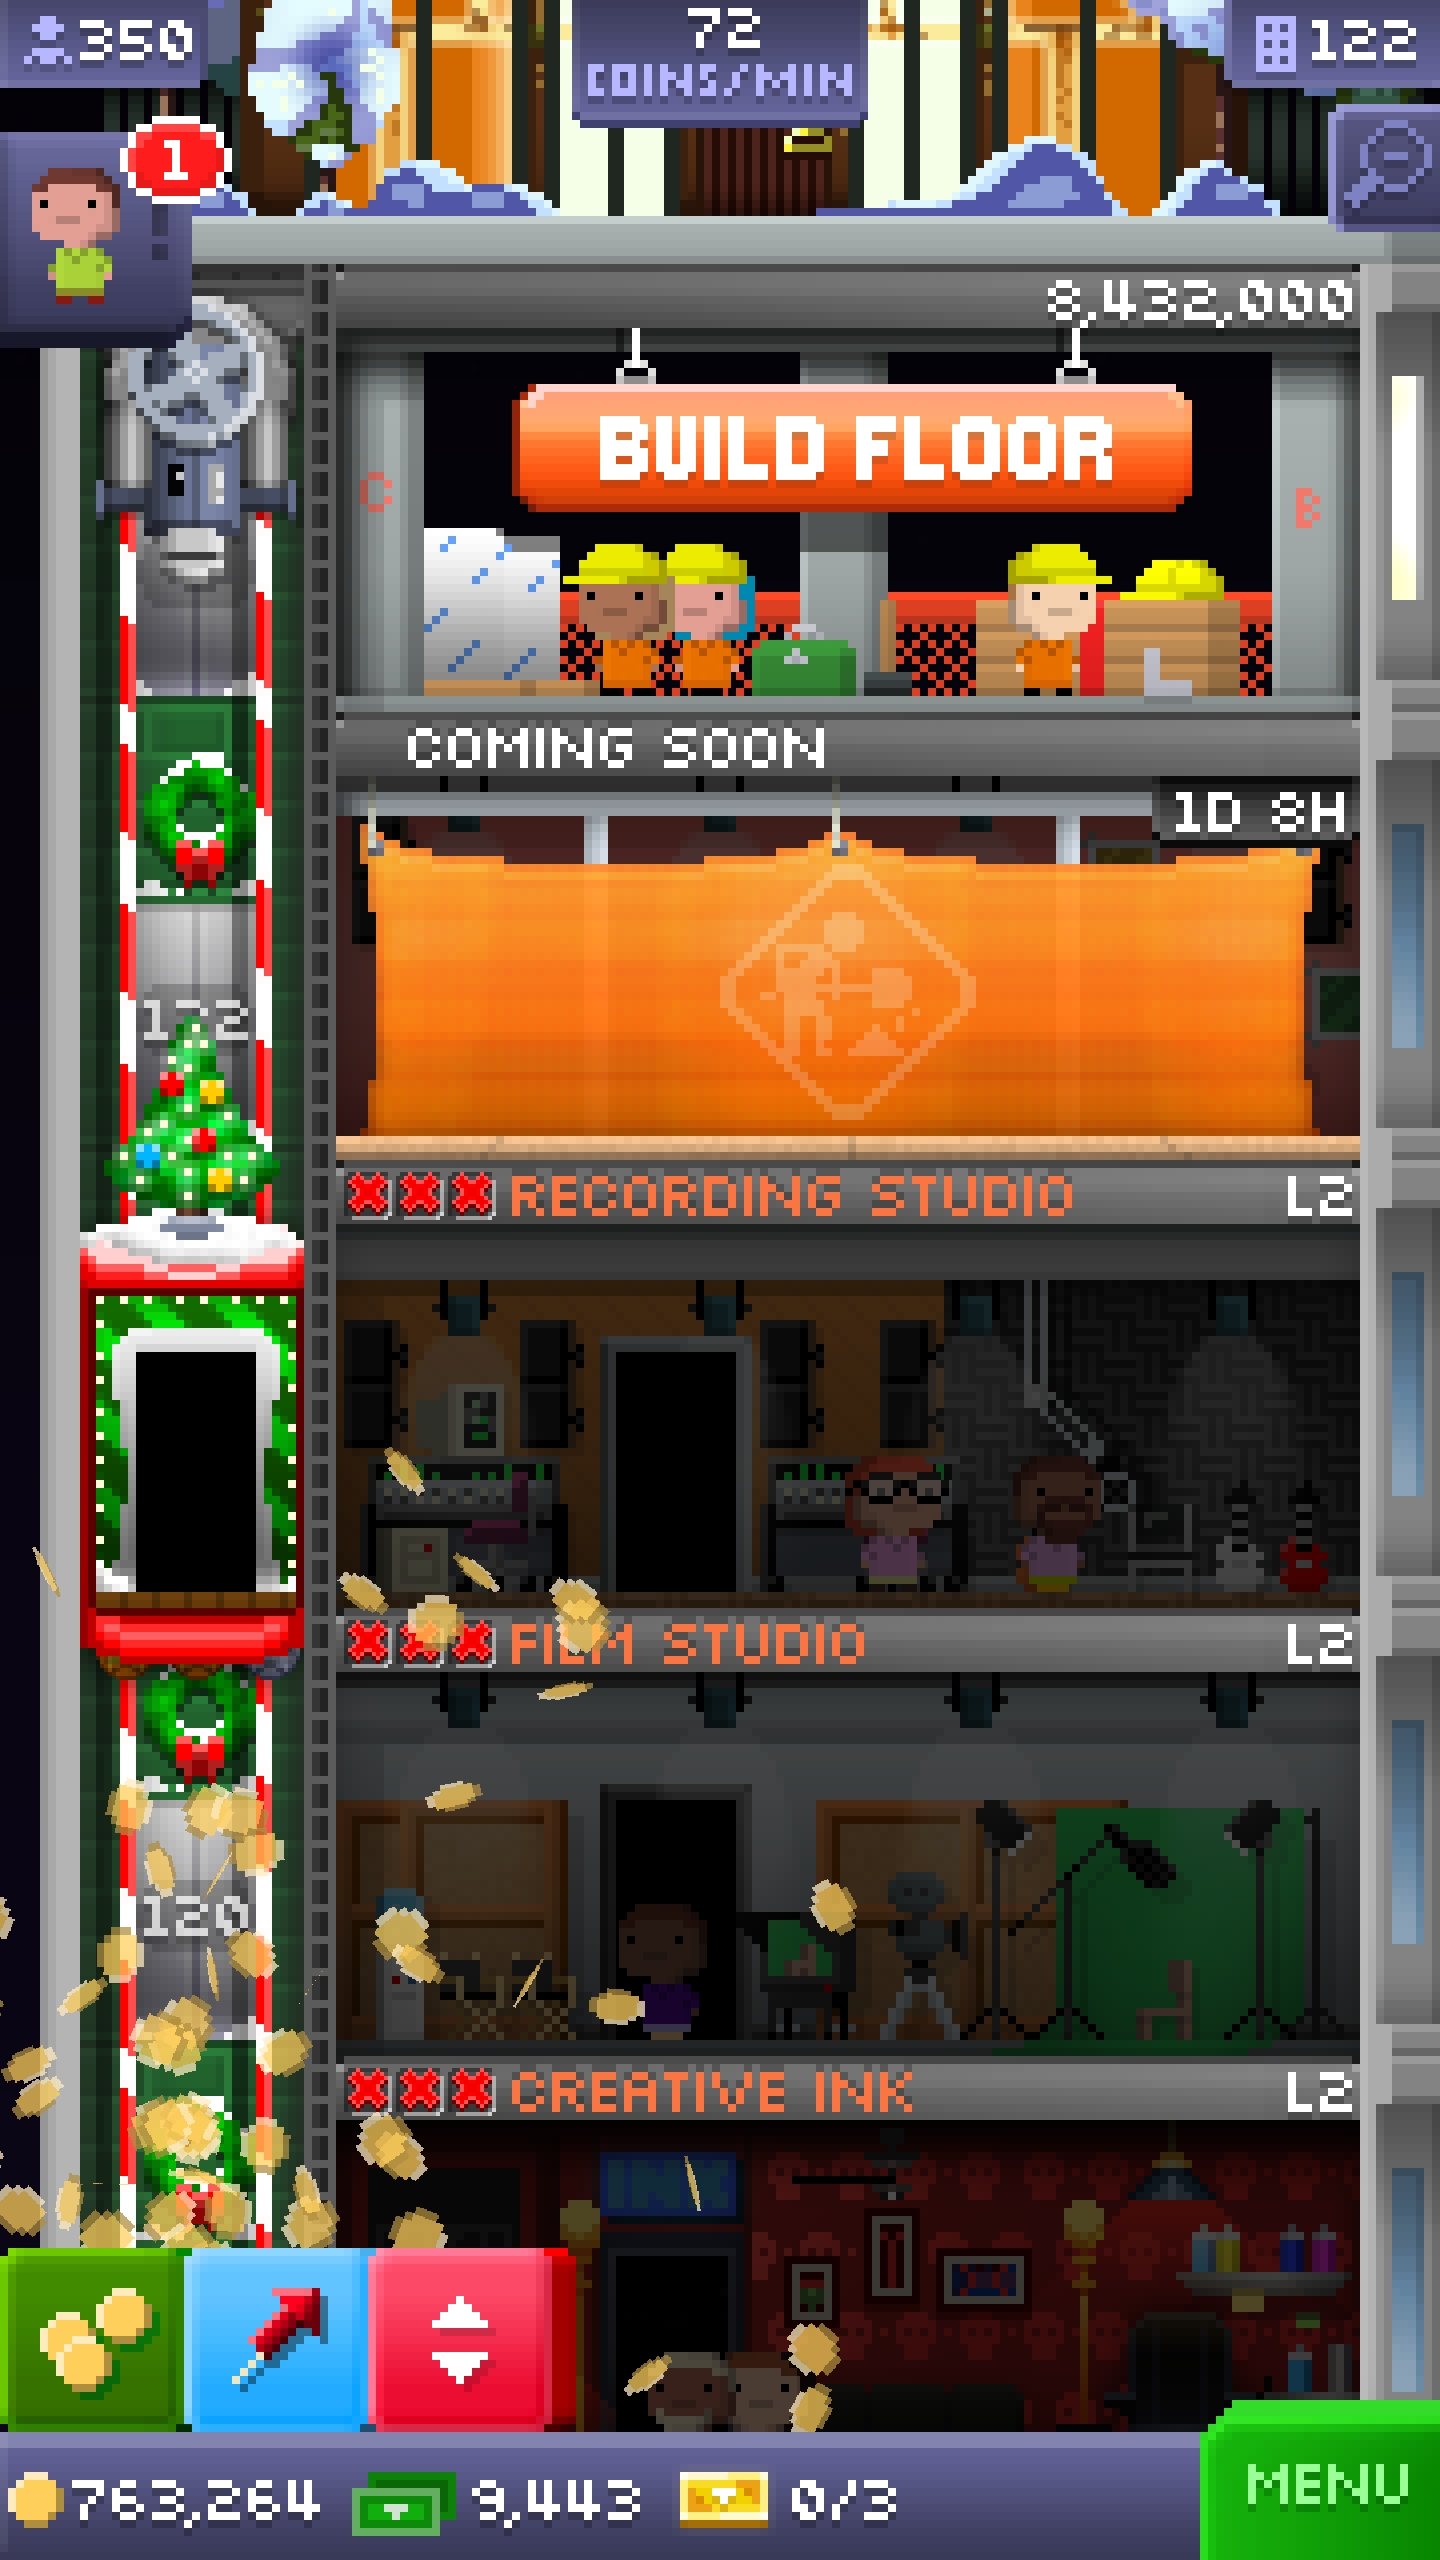 350
72
COINS/MIN
122
1
8,432,000
BUILD FLOOR
C
B
COMING SOON
1D 8H
122
RECORDING STUDIO L2
FILM STUDIO L2
120
CREATIVE INK L2
INK
763,264 9,443 0/3
MENU